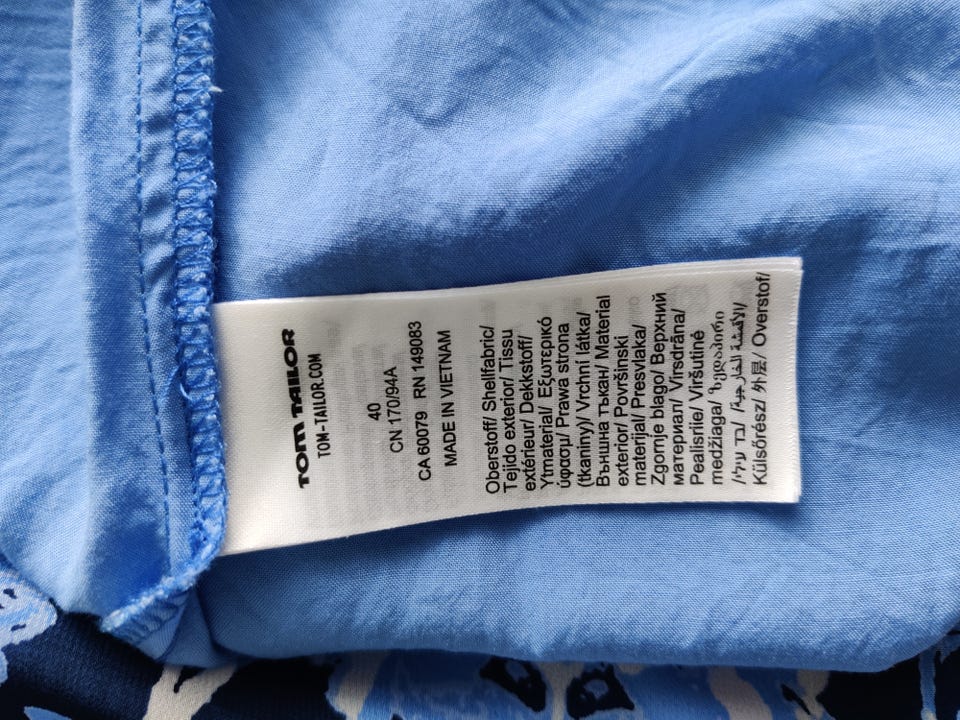 TOM TAILOR
TOM-TAILOR.COM
40
CN 170/94A
CA 60079 RN 149083
MADE IN VIETNAM
Oberstoff/ Shellfabric/
Tejido exterior/ Tissu
extérieur/ Dekkstoff/
Ytmaterial/ Εξωτερικό
ύφασμ/ Prawa strona
(tkaniny)/ Vrchní látka/
Външна тъкан/ Material
exterior/ Površinski
materijal/ Presvlaka/
Zgornje blago/ Верхний
материал/ Virsdrāna/
Pealisriie/ Viršutinė
medžiaga/ ზედაპირი
/الأقمشة الخارجية/ בד עליון/
Külsőrész/ 外层/ Overstof/